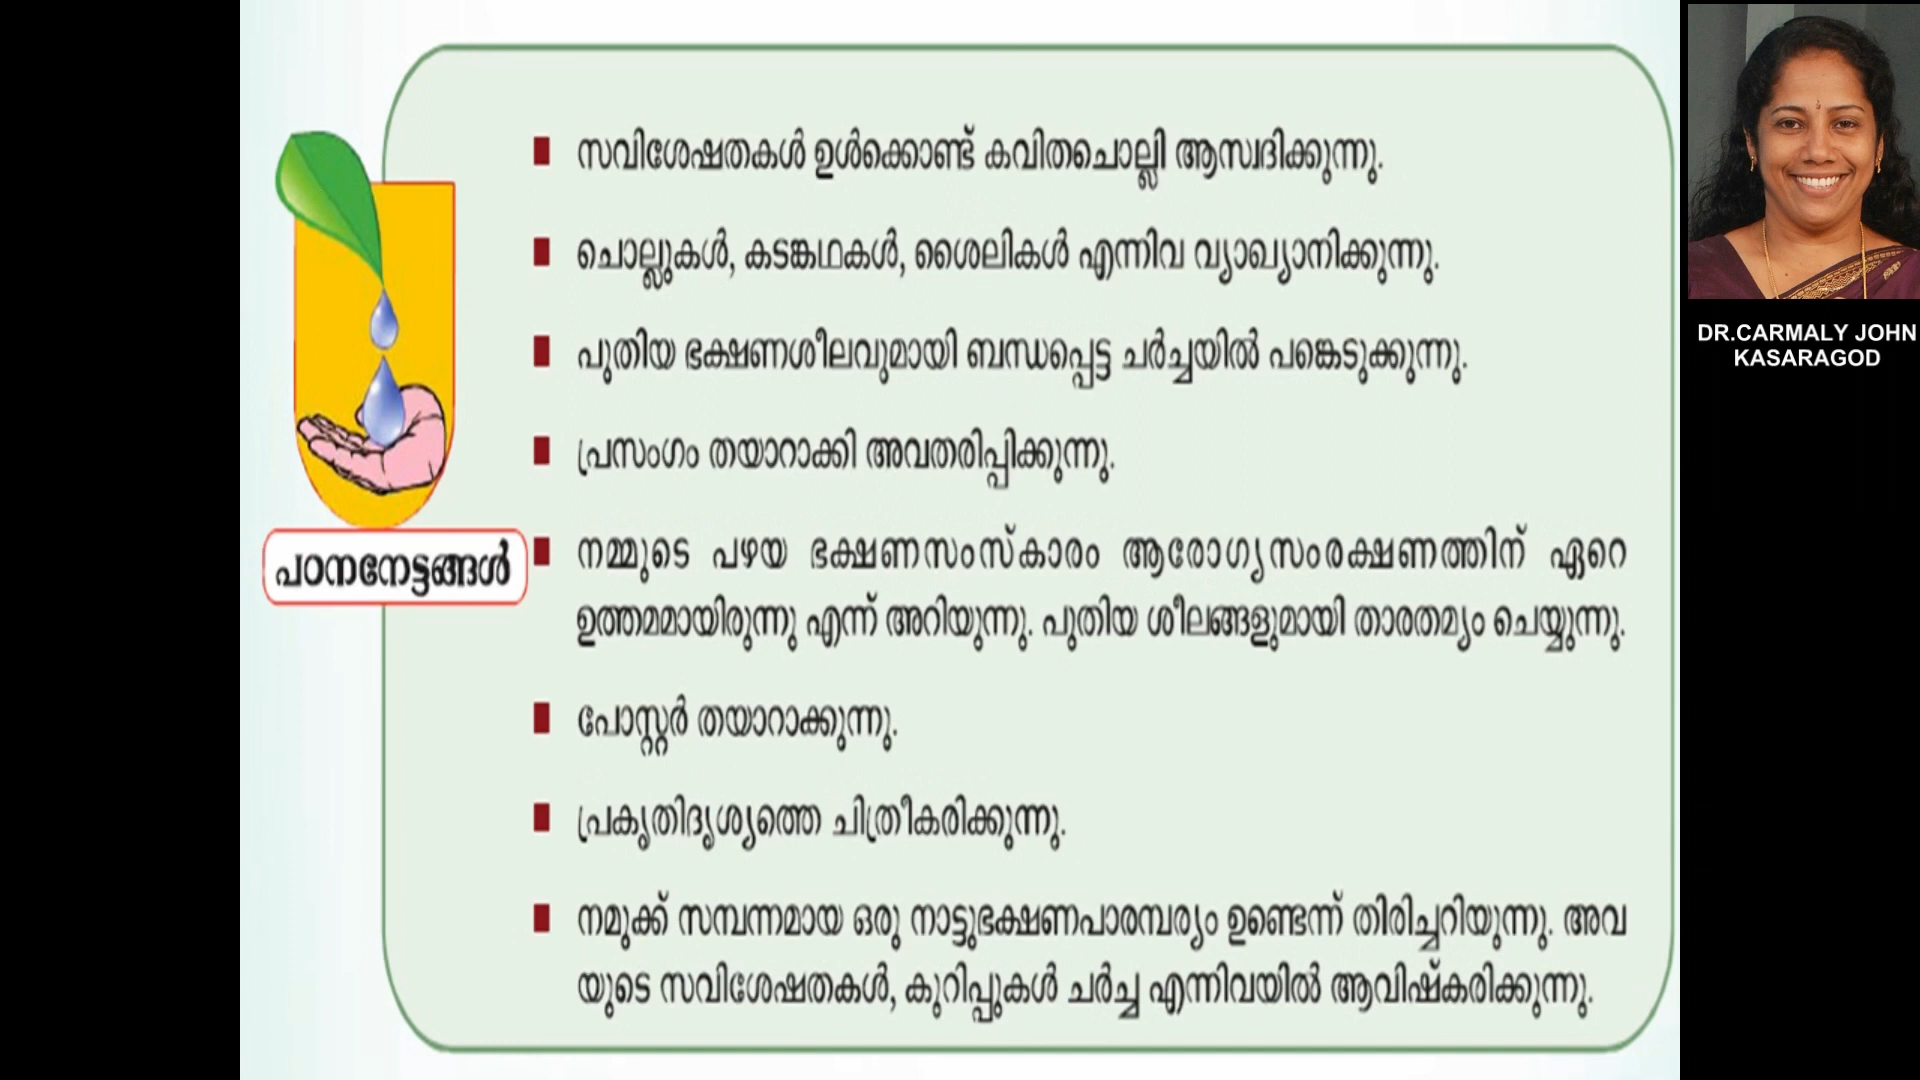 സവിശേഷതകൾ ഉൾക്കൊണ്ട് കവിതചൊല്ലി ആസ്വദിക്കുന്നു.
ചൊല്ലുകൾ, കടങ്കഥകൾ, ശൈലികൾ എന്നിവ വ്യാഖ്യാനിക്കുന്നു.
പുതിയ ഭക്ഷണശീലവുമായി ബന്ധപ്പെട്ട ചർച്ചയിൽ പങ്കെടുക്കുന്നു.
പ്രസംഗം തയാറാക്കി അവതരിപ്പിക്കുന്നു.
പഠനനേട്ടങ്ങൾ
നമ്മുടെ പഴയ ഭക്ഷണസംസ്കാരം ആരോഗ്യസംരക്ഷണത്തിന് ഏറെ
ഉത്തമമായിരുന്നു എന്ന് അറിയുന്നു. പുതിയ ശീലങ്ങളുമായി താരതമ്യം ചെയ്യുന്നു.
പോസ്റ്റർ തയാറാക്കുന്നു.
പ്രകൃതിദൃശ്യത്തെ ചിത്രീകരിക്കുന്നു.
നമുക്ക് സമ്പന്നമായ ഒരു നാട്ടുഭക്ഷണപാരമ്പര്യം ഉണ്ടെന്ന് തിരിച്ചറിയുന്നു. അവ
യുടെ സവിശേഷതകൾ, കുറിപ്പുകൾ ചർച്ച എന്നിവയിൽ ആവിഷ്കരിക്കുന്നു.
DR.CARMALY JOHN
KASARAGOD